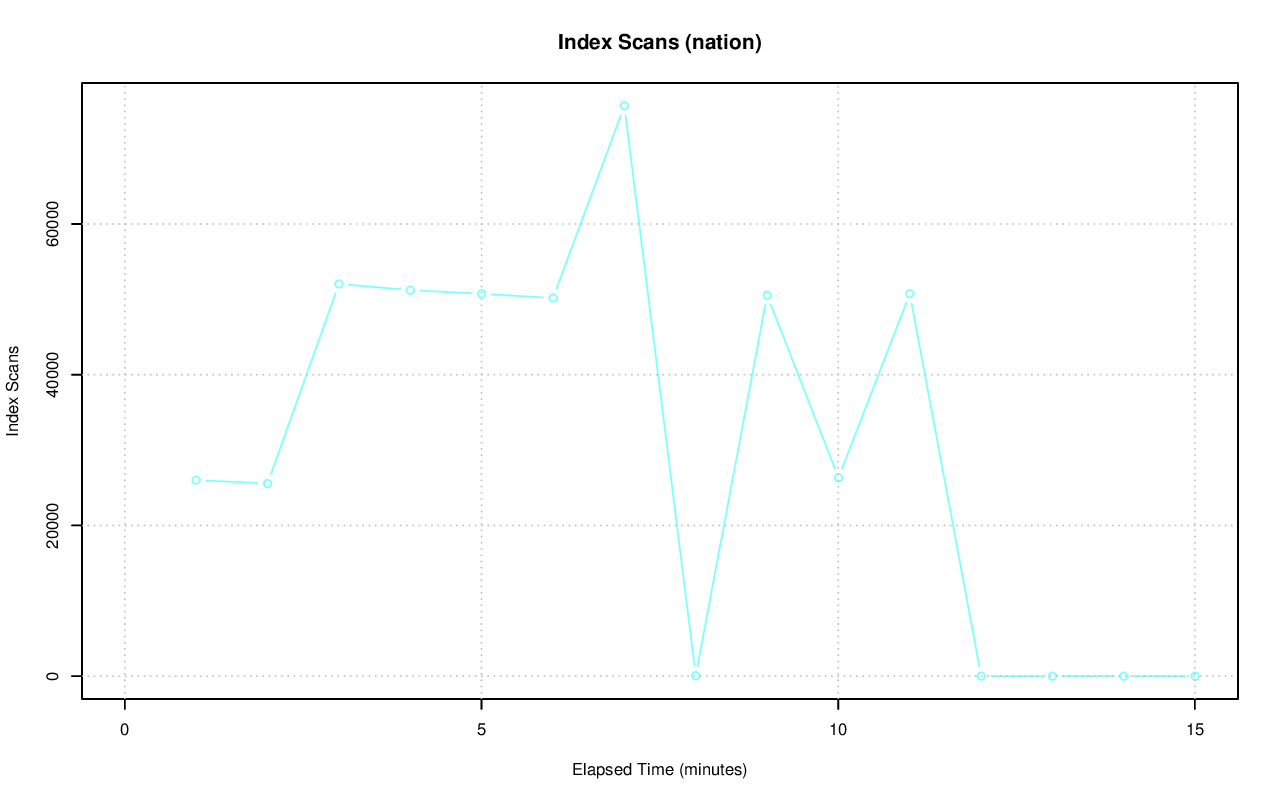 Index Scans (nation)
Index Scans
60000
40000
20000
0
0 5 10 15
Elapsed Time (minutes)